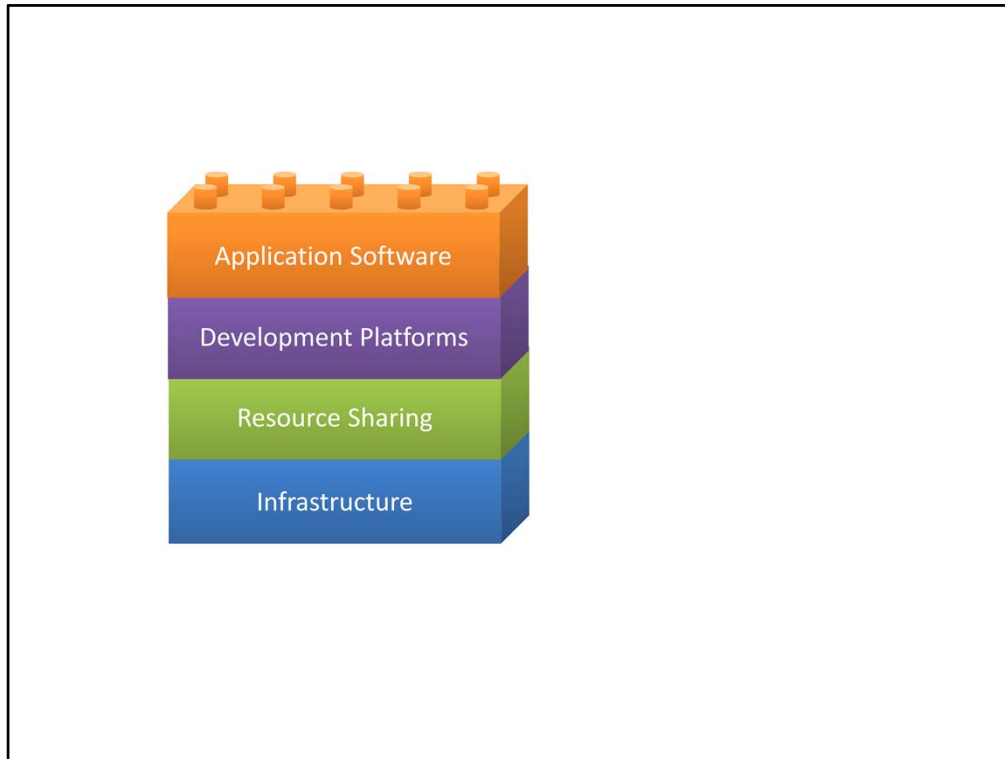 Application Software
Development Platforms
Resource Sharing
Infrastructure